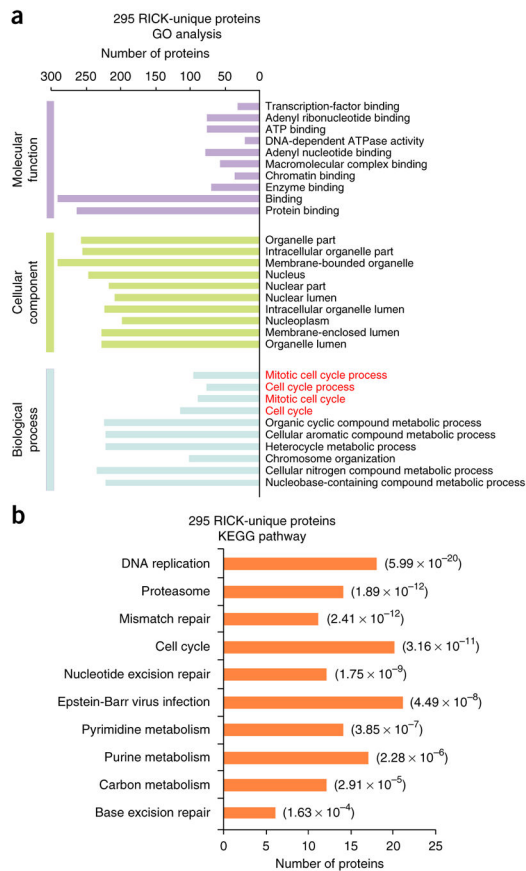 a
295 RICK-unique proteins
GO analysis
Number of proteins
300 250 200 150 100 50 0
Molecular
function
Transcription-factor binding
Adenyl ribonucleotide binding
ATP binding
DNA-dependent ATPase activity
Adenyl nucleotide binding
Macromolecular complex binding
Chromatin binding
Enzyme binding
Binding
Protein binding
Cellular
component
Organelle part
Intracellular organelle part
Membrane-bounded organelle
Nucleus
Nuclear part
Nuclear lumen
Intracellular organelle lumen
Nucleoplasm
Membrane-enclosed lumen
Organelle lumen
Biological
process
Mitotic cell cycle process
Cell cycle process
Mitotic cell cycle
Cell cycle
Organic cyclic compound metabolic process
Cellular aromatic compound metabolic process
Heterocycle metabolic process
Chromosome organization
Cellular nitrogen compound metabolic process
Nucleobase-containing compound metabolic process
b
295 RICK-unique proteins
KEGG pathway
DNA replication (5.99 × 10⁻²⁰)
Proteasome (1.89 × 10⁻¹²)
Mismatch repair (2.41 × 10⁻¹²)
Cell cycle (3.16 × 10⁻¹¹)
Nucleotide excision repair (1.75 × 10⁻⁹)
Epstein-Barr virus infection (4.49 × 10⁻⁸)
Pyrimidine metabolism (3.85 × 10⁻⁷)
Purine metabolism (2.28 × 10⁻⁶)
Carbon metabolism (2.91 × 10⁻⁵)
Base excision repair (1.63 × 10⁻⁴)
0 5 10 15 20 25
Number of proteins